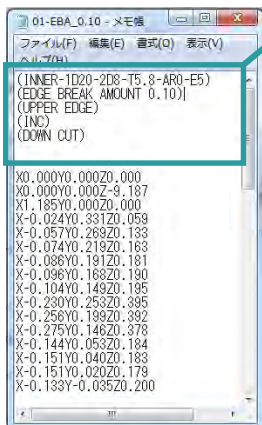 01-EBA_0.10 - メモ帳
ファイル(F) 編集(E) 書式(O) 表示(V)
ヘルプ(H)
(INNER-1D20-2D8-T5.8-AR0-E5)
(EDGE BREAK AMOUNT 0.10)
(UPPER EDGE)
(INC)
(DOWN CUT)
X0.000Y0.000Z0.000
X0.000Y0.000Z-9.187
X1.185Y0.000Z0.000
X-0.024Y0.331Z0.059
X-0.057Y0.269Z0.133
X-0.074Y0.219Z0.163
X-0.086Y0.191Z0.181
X-0.096Y0.168Z0.190
X-0.104Y0.149Z0.195
X-0.230Y0.253Z0.395
X-0.256Y0.199Z0.392
X-0.275Y0.146Z0.378
X-0.144Y0.053Z0.184
X-0.151Y0.040Z0.183
X-0.151Y0.020Z0.179
X-0.133Y-0.035Z0.200